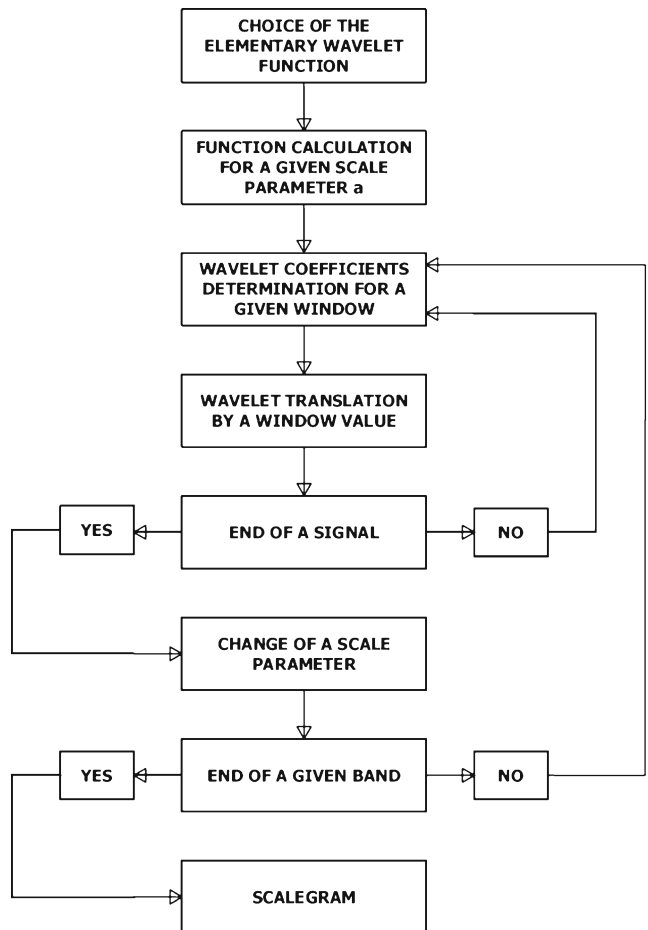 CHOICE OF THE
ELEMENTARY WAVELET
FUNCTION
FUNCTION CALCULATION
FOR A GIVEN SCALE
PARAMETER a
WAVELET COEFFICIENTS
DETERMINATION FOR A
GIVEN WINDOW
WAVELET TRANSLATION
BY A WINDOW VALUE
YES
END OF A SIGNAL
NO
CHANGE OF A SCALE
PARAMETER
YES
END OF A GIVEN BAND
NO
SCALEGRAM